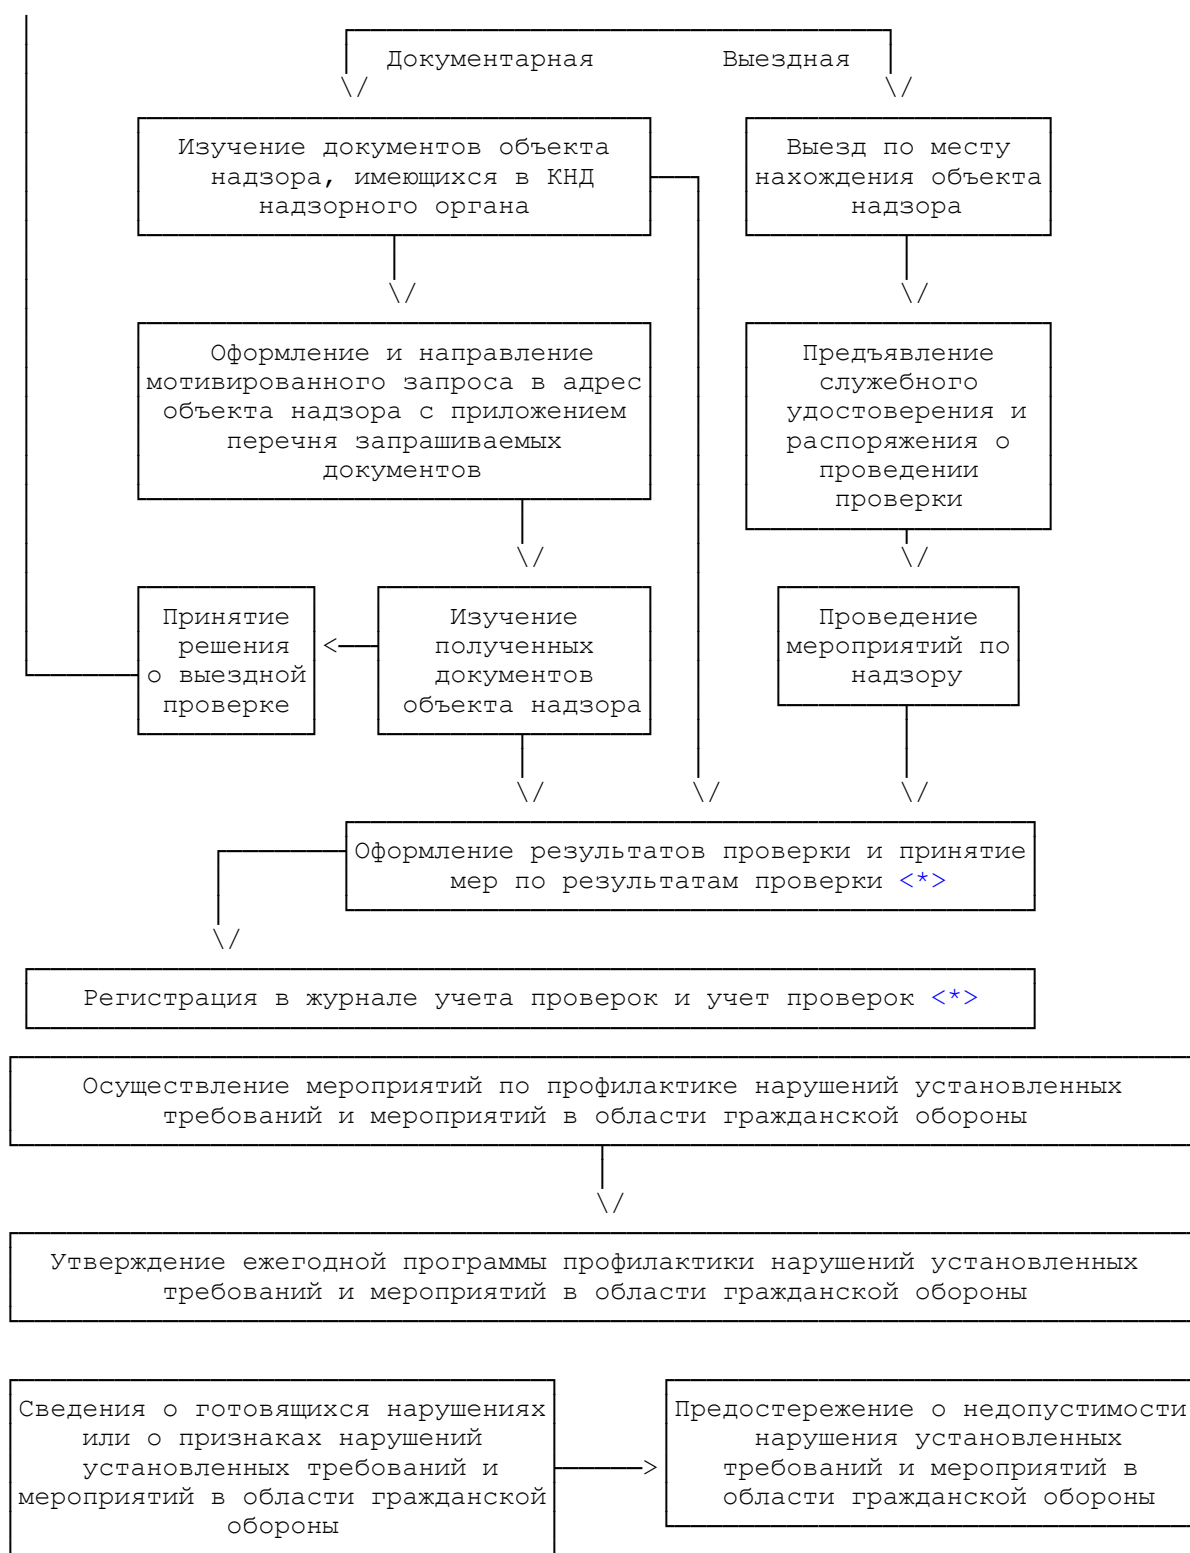 Документарная Выездная
Изучение документов объекта
надзора, имеющихся в КНД
надзорного органа
Выезд по месту
нахождения объекта
надзора
Оформление и направление
мотивированного запроса в адрес
объекта надзора с приложением
перечня запрашиваемых
документов
Предъявление
служебного
удостоверения и
распоряжения о
проведении
проверки
Принятие
решения
о выездной
проверке
Изучение
полученных
документов
объекта надзора
Проведение
мероприятий по
надзору
Оформление результатов проверки и принятие
мер по результатам проверки <*>
Регистрация в журнале учета проверок и учет проверок <*>
Осуществление мероприятий по профилактике нарушений установленных
требований и мероприятий в области гражданской обороны
Утверждение ежегодной программы профилактики нарушений установленных
требований и мероприятий в области гражданской обороны
Сведения о готовящихся нарушениях
или о признаках нарушений
установленных требований и
мероприятий в области гражданской
обороны
Предостережение о недопустимости
нарушения установленных
требований и мероприятий в
области гражданской обороны